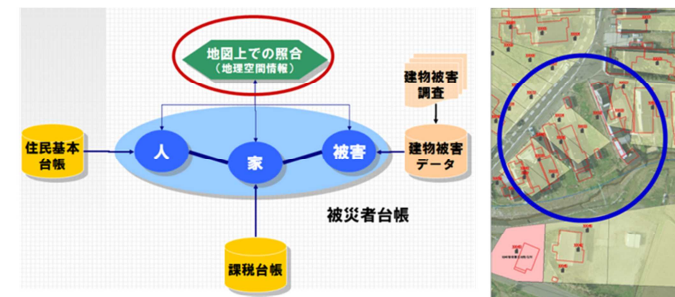 地図上での照合
(地理空間情報)
建物被害
調査
住民基本
台帳
人
家
被害
建物被害
データ
被災者台帳
課税台帳